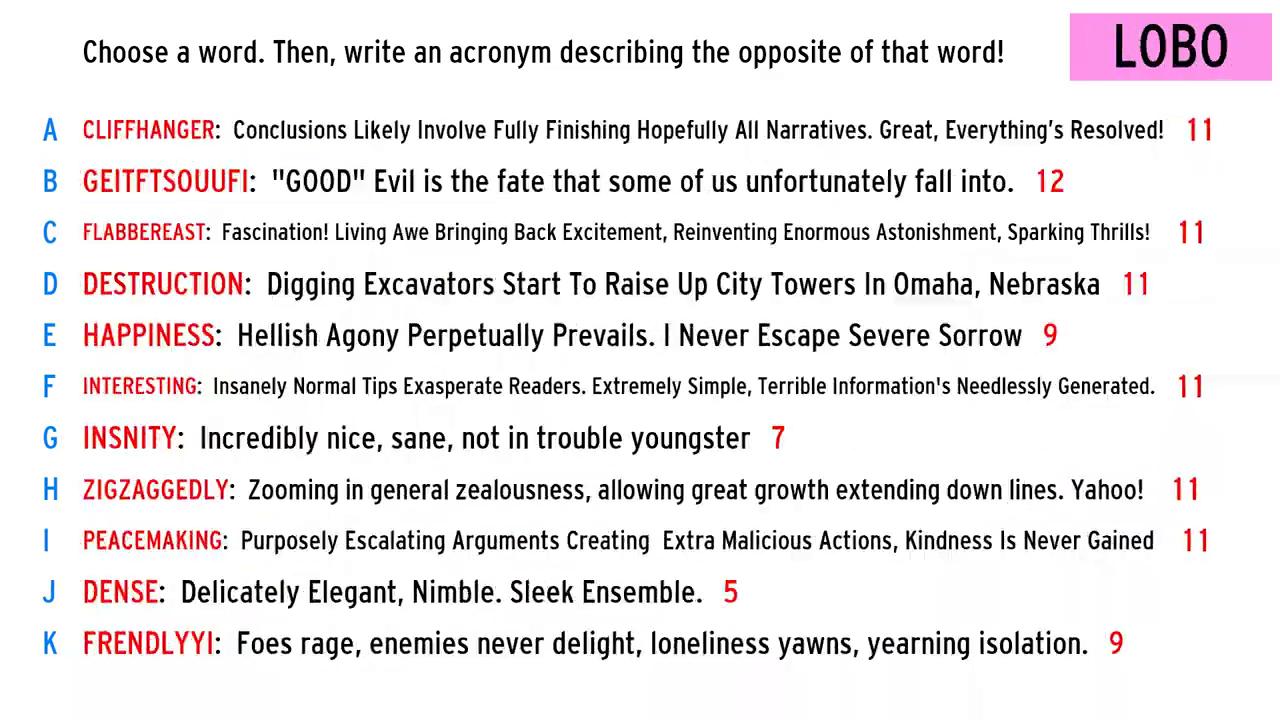 Choose a word. Then, write an acronym describing the opposite of that word!
LOBO
A CLIFFHANGER: Conclusions Likely Involve Fully Finishing Hopefully All Narratives. Great, Everything's Resolved! 11
B GEITFTSOUUFI: "GOOD" Evil is the fate that some of us unfortunately fall into. 12
C FLABBEREAST: Fascination! Living Awe Bringing Back Excitement, Reinventing Enormous Astonishment, Sparking Thrills! 11
D DESTRUCTION: Digging Excavators Start To Raise Up City Towers In Omaha, Nebraska 11
E HAPPINESS: Hellish Agony Perpetually Prevails. I Never Escape Severe Sorrow 9
F INTERESTING: Insanely Normal Tips Exasperate Readers. Extremely Simple, Terrible Information's Needlessly Generated. 11
G INSNITY: Incredibly nice, sane, not in trouble youngster 7
H ZIGZAGGEDLY: Zooming in general zealousness, allowing great growth extending down lines. Yahoo! 11
I PEACEMAKING: Purposely Escalating Arguments Creating Extra Malicious Actions, Kindness Is Never Gained 11
J DENSE: Delicately Elegant, Nimble. Sleek Ensemble. 5
K FRENDLYYI: Foes rage, enemies never delight, loneliness yawns, yearning isolation. 9